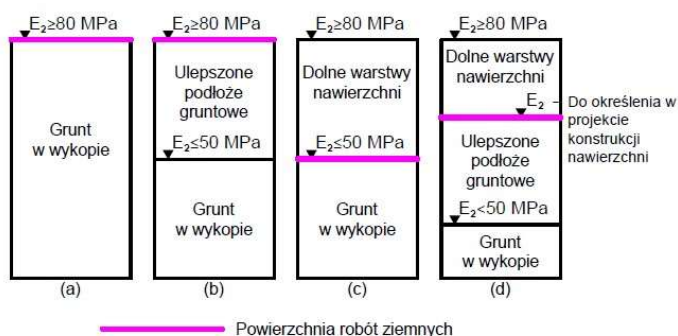 E₂≥80 MPa
Grunt
w wykopie
(a)
E₂≥80 MPa
Ulepszone
podłoże
gruntowe
E₂≤50 MPa
Grunt
w wykopie
(b)
E₂≥80 MPa
Dolne warstwy
nawierzchni
E₂≤50 MPa
Grunt
w wykopie
(c)
E₂≥80 MPa
Dolne warstwy
nawierzchni
E₂ – Do określenia w
projekcie
konstrukcji
nawierzchni
Ulepszone
podłoże
gruntowe
E₂<50 MPa
Grunt
w wykopie
(d)
Powierzchnia robót ziemnych